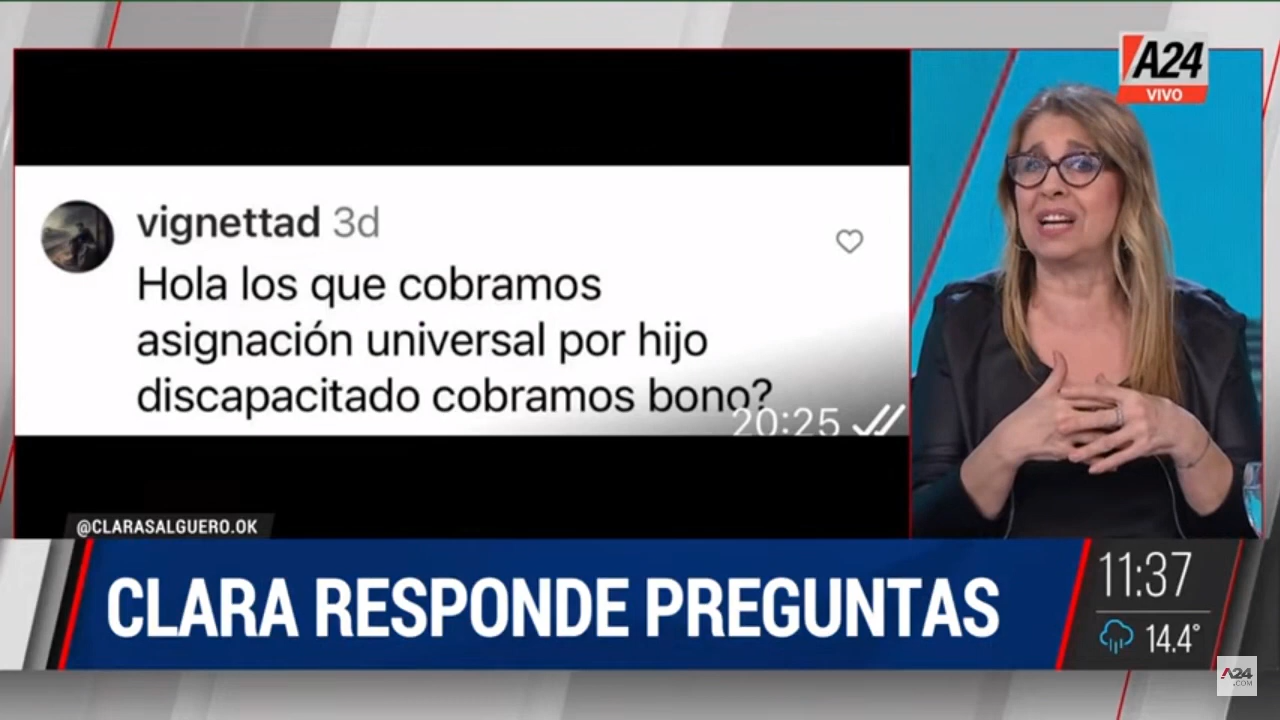 A24
VIVO
vignettad 3d
Hola los que cobramos
asignación universal por hijo
discapacitado cobramos bono?
20:25
@CLARASALGUERO.OK
CLARA RESPONDE PREGUNTAS
11:37
14.4°
A24
.COM